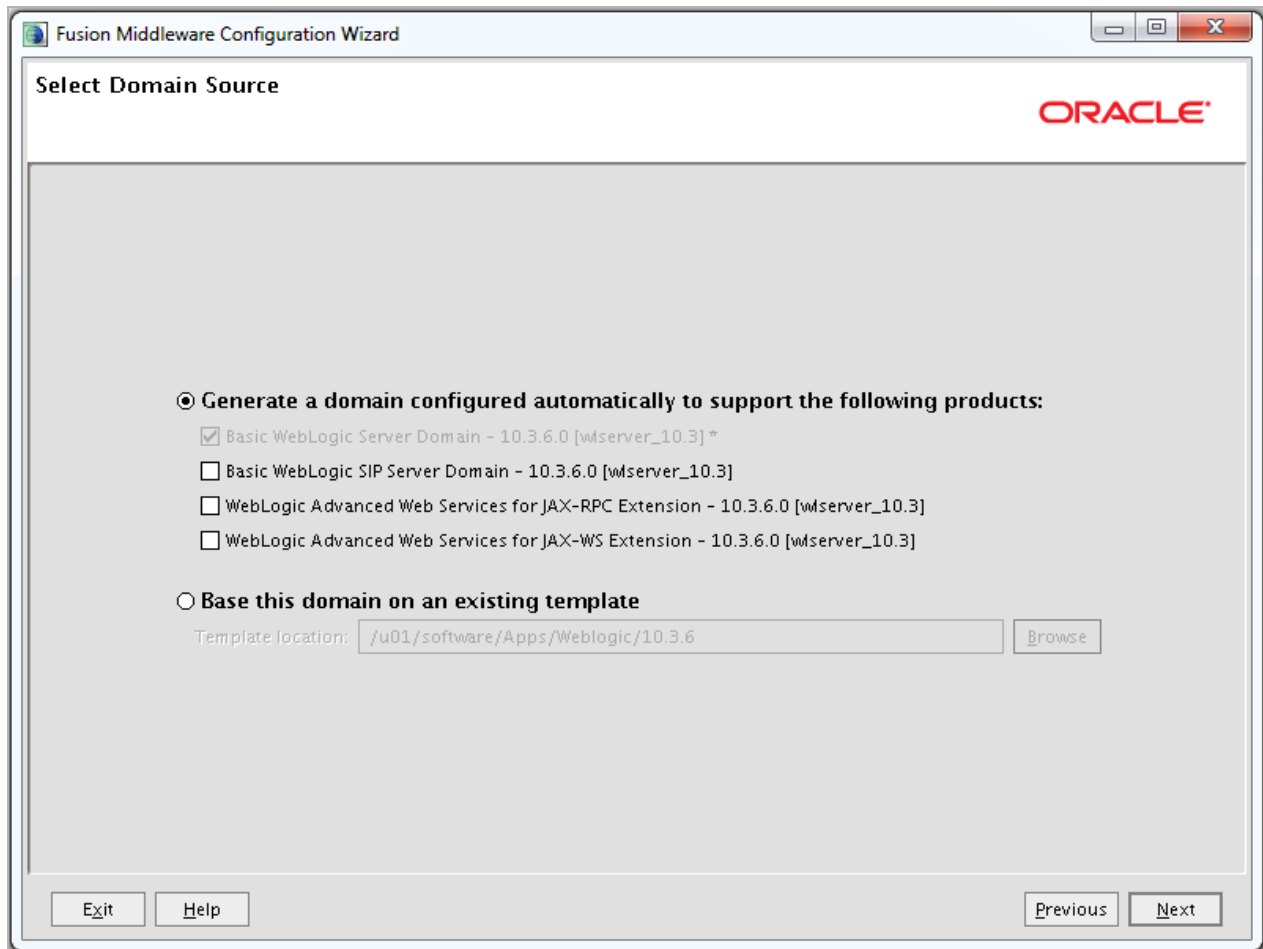 Fusion Middleware Configuration Wizard
Select Domain Source
ORACLE
Generate a domain configured automatically to support the following products:
Basic WebLogic Server Domain - 10.3.6.0 [wlserver_10.3] *
Basic WebLogic SIP Server Domain - 10.3.6.0 [wlserver_10.3]
WebLogic Advanced Web Services for JAX-RPC Extension - 10.3.6.0 [wlserver_10.3]
WebLogic Advanced Web Services for JAX-WS Extension - 10.3.6.0 [wlserver_10.3]
Base this domain on an existing template
Template location: /u01/software/Apps/Weblogic/10.3.6 Browse
Exit Help Previous Next